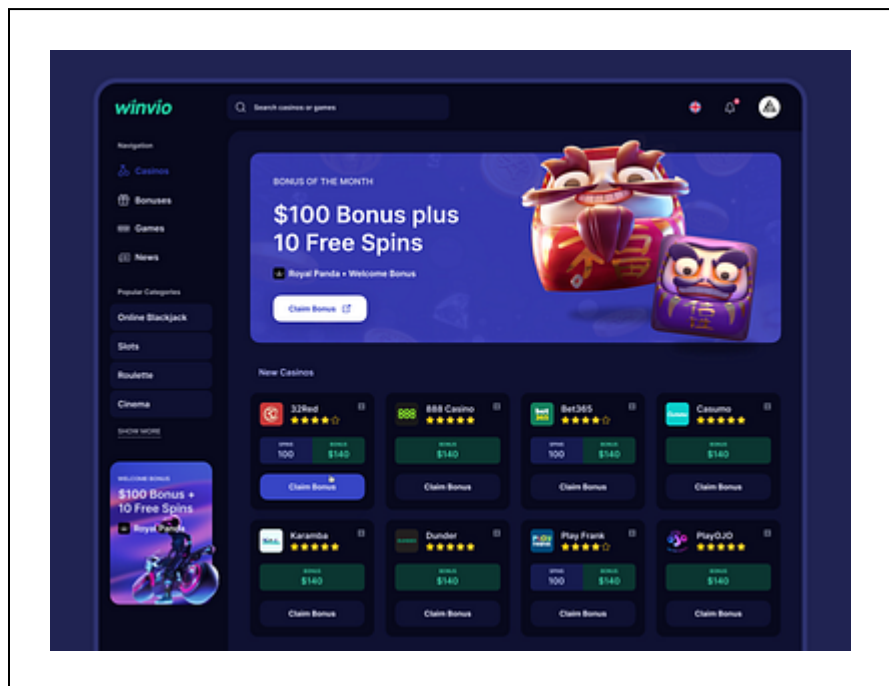 winvio
Search casinos or games
Navigation
Casinos
Bonuses
Games
News
Popular Categories
Online Blackjack
Slots
Roulette
Cinema
SHOW MORE
WELCOME BONUS
$100 Bonus +
10 Free Spins
Royal Panda
BONUS OF THE MONTH
$100 Bonus plus
10 Free Spins
Royal Panda • Welcome Bonus
Claim Bonus
福
New Casinos
32Red
SPINS BONUS
100 $140
Claim Bonus
888
888 Casino
BONUS
$140
Claim Bonus
bet
365
Bet365
SPINS BONUS
100 $140
Claim Bonus
Casumo
BONUS
$140
Claim Bonus
Karamba
BONUS
$140
Claim Bonus
Dunder
BONUS
$140
Claim Bonus
Play Frank
SPINS BONUS
100 $140
Claim Bonus
PlayOJO
BONUS
$140
Claim Bonus